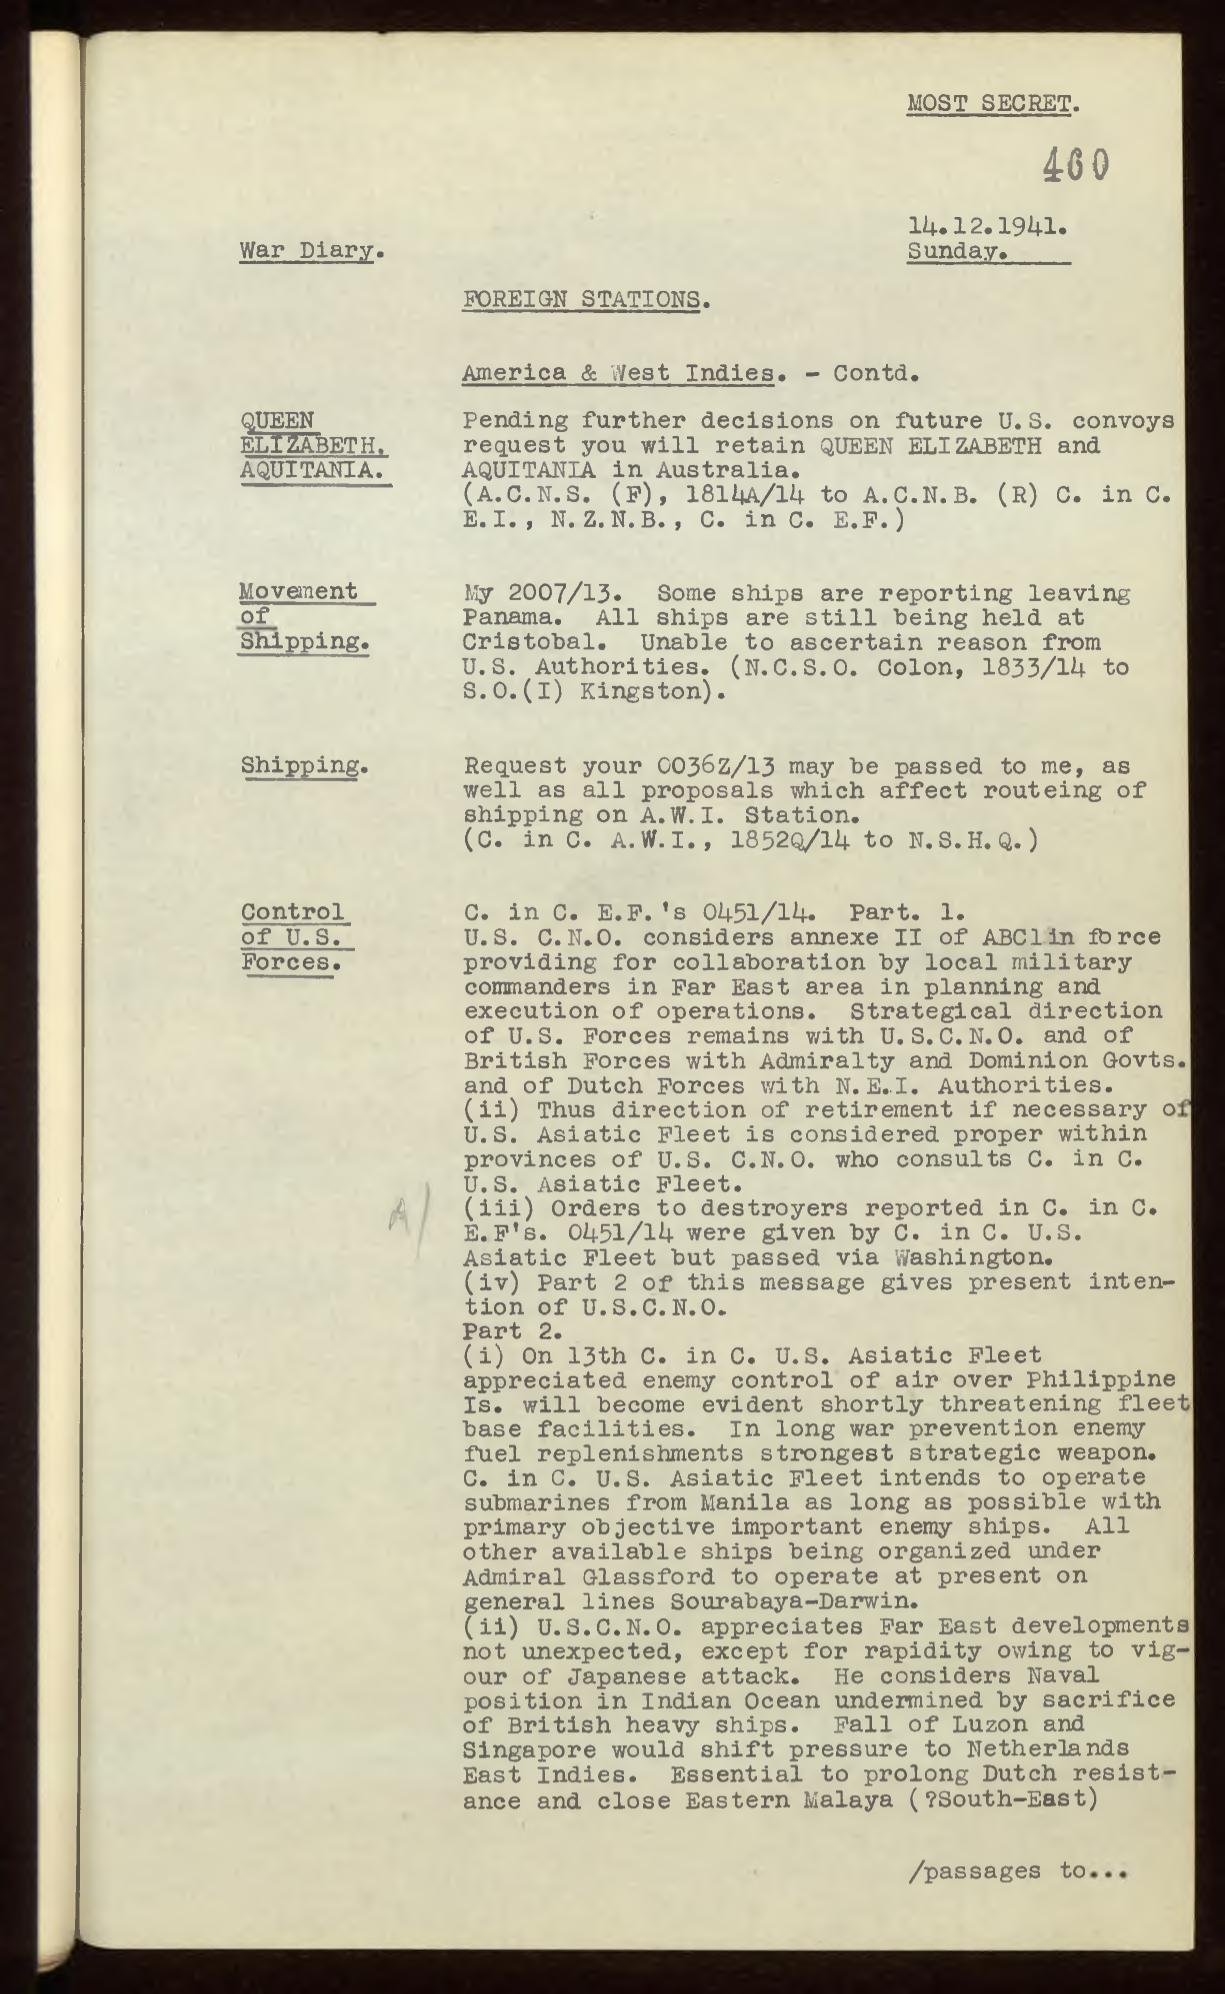 MOST SECRET.
460
14.12.1941.
War Diary.
Sunday.
FOREIGN STATIONS.
America & West Indies. - Contd.
QUEEN
ELIZABETH.
AQUITANIA.
Pending further decisions on future U.S. convoys
request you will retain QUEEN ELIZABETH and
AQUITANIA in Australia.
(A.C.N.S. (F), 1814A/14 to A.C.N.B. (R) C. in C.
E.I., N.Z.N.B., C. in C. E.F.)
Movement
of
Shipping.
My 2007/13. Some ships are reporting leaving
Panama. All ships are still being held at
Cristobal. Unable to ascertain reason from
U.S. Authorities. (N.C.S.O. Colon, 1833/14 to
S.O.(I) Kingston).
Shipping.
Request your 0036Z/13 may be passed to me, as
well as all proposals which affect routeing of
shipping on A.W.I. Station.
(C. in C. A.W.I., 1852Q/14 to N.S.H.Q.)
Control
of U.S.
Forces.
C. in C. E.F.'s 0451/14. Part. 1.
U.S. C.N.O. considers annexe II of ABC1 in force
providing for collaboration by local military
commanders in Far East area in planning and
execution of operations. Strategical direction
of U.S. Forces remains with U.S.C.N.O. and of
British Forces with Admiralty and Dominion Govts.
and of Dutch Forces with N.E.I. Authorities.
(ii) Thus direction of retirement if necessary of
U.S. Asiatic Fleet is considered proper within
provinces of U.S. C.N.O. who consults C. in C.
U.S. Asiatic Fleet.
A/
(iii) Orders to destroyers reported in C. in C.
E.F's. 0451/14 were given by C. in C. U.S.
Asiatic Fleet but passed via Washington.
(iv) Part 2 of this message gives present inten-
tion of U.S.C.N.O.
Part 2.
(i) On 13th C. in C. U.S. Asiatic Fleet
appreciated enemy control of air over Philippine
Is. will become evident shortly threatening fleet
base facilities. In long war prevention enemy
fuel replenishments strongest strategic weapon.
C. in C. U.S. Asiatic Fleet intends to operate
submarines from Manila as long as possible with
primary objective important enemy ships. All
other available ships being organized under
Admiral Glassford to operate at present on
general lines Sourabaya-Darwin.
(ii) U.S.C.N.O. appreciates Far East developments
not unexpected, except for rapidity owing to vig-
our of Japanese attack. He considers Naval
position in Indian Ocean undermined by sacrifice
of British heavy ships. Fall of Luzon and
Singapore would shift pressure to Netherlands
East Indies. Essential to prolong Dutch resist-
ance and close Eastern Malaya (?South-East)
/passages to...